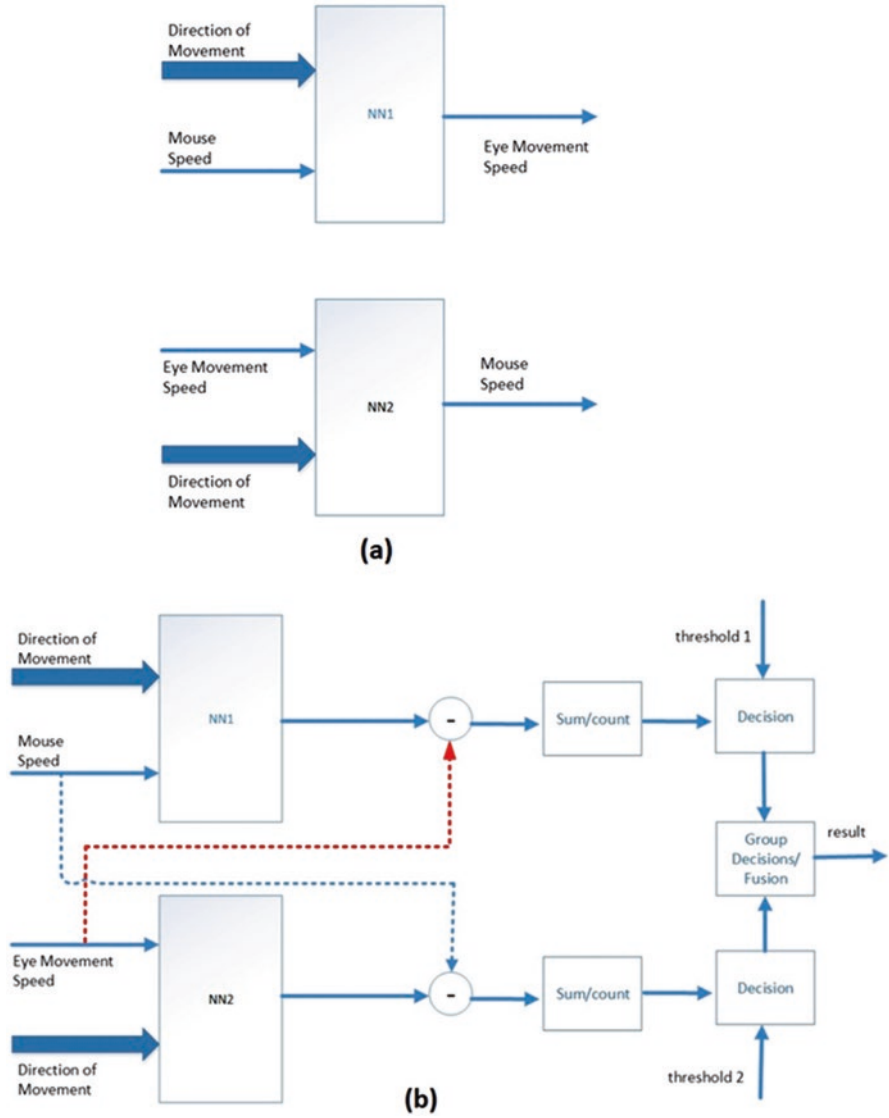 Direction of
Movement
NN1
Mouse
Speed
Eye Movement
Speed
Eye Movement
Speed
NN2
Mouse
Speed
Direction of
Movement
(a)
threshold 1
Direction of
Movement
NN1
-
Sum/count
Decision
Mouse
Speed
Group
Decisions/
Fusion
result
Eye Movement
Speed
NN2
-
Sum/count
Decision
Direction of
Movement
threshold 2
(b)